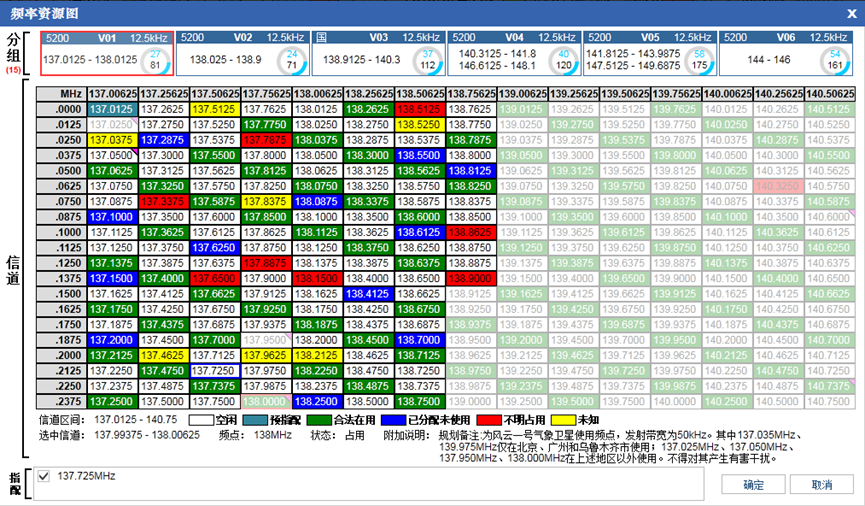 频率资源图
分组
(15)
5200 V01 12.5kHz
137.0125 - 138.0125
27
81
5200 V02 12.5kHz
138.025 - 138.9
24
71
国 V03 12.5kHz
138.9125 - 140.3
37
112
5200 V04 12.5kHz
140.3125 - 141.8
146.6125 - 148.1
40
120
5200 V05 12.5kHz
141.8125 - 143.9875
147.5125 - 149.6875
58
175
5200 V06 12.5kHz
144 - 146
54
161
信道
MHz 137.00625 137.25625 137.50625 137.75625 138.00625 138.25625 138.50625 138.75625 139.00625 139.25625 139.50625 139.75625 140.00625 140.25625 140.50625
.0000 137.0125 137.2625 137.5125 137.7625 138.0125 138.2625 138.5125 138.7625 139.0125 139.2625 139.5125 139.7625 140.0125 140.2625 140.5125
.0125 137.0250 137.2750 137.5250 137.7750 138.0250 138.2750 138.5250 138.7750 139.0250 139.2750 139.5250 139.7750 140.0250 140.2750 140.5250
.0250 137.0375 137.2875 137.5375 137.7875 138.0375 138.2875 138.5375 138.7875 139.0375 139.2875 139.5375 139.7875 140.0375 140.2875 140.5375
.0375 137.0500 137.3000 137.5500 137.8000 138.0500 138.3000 138.5500 138.8000 139.0500 139.3000 139.5500 139.8000 140.0500 140.3000 140.5500
.0500 137.0625 137.3125 137.5625 137.8125 138.0625 138.3125 138.5625 138.8125 139.0625 139.3125 139.5625 139.8125 140.0625 140.3125 140.5625
.0625 137.0750 137.3250 137.5750 137.8250 138.0750 138.3250 138.5750 138.8250 139.0750 139.3250 139.5750 139.8250 140.0750 140.3250 140.5750
.0750 137.0875 137.3375 137.5875 137.8375 138.0875 138.3375 138.5875 138.8375 139.0875 139.3375 139.5875 139.8375 140.0875 140.3375 140.5875
.0875 137.1000 137.3500 137.6000 137.8500 138.1000 138.3500 138.6000 138.8500 139.1000 139.3500 139.6000 139.8500 140.1000 140.3500 140.6000
.1000 137.1125 137.3625 137.6125 137.8625 138.1125 138.3625 138.6125 138.8625 139.1125 139.3625 139.6125 139.8625 140.1125 140.3625 140.6125
.1125 137.1250 137.3750 137.6250 137.8750 138.1250 138.3750 138.6250 138.8750 139.1250 139.3750 139.6250 139.8750 140.1250 140.3750 140.6250
.1250 137.1375 137.3875 137.6375 137.8875 138.1375 138.3875 138.6375 138.8875 139.1375 139.3875 139.6375 139.8875 140.1375 140.3875 140.6375
.1375 137.1500 137.4000 137.6500 137.9000 138.1500 138.4000 138.6500 138.9000 139.1500 139.4000 139.6500 139.9000 140.1500 140.4000 140.6500
.1500 137.1625 137.4125 137.6625 137.9125 138.1625 138.4125 138.6625 138.9125 139.1625 139.4125 139.6625 139.9125 140.1625 140.4125 140.6625
.1625 137.1750 137.4250 137.6750 137.9250 138.1750 138.4250 138.6750 138.9250 139.1750 139.4250 139.6750 139.9250 140.1750 140.4250 140.6750
.1750 137.1875 137.4375 137.6875 137.9375 138.1875 138.4375 138.6875 138.9375 139.1875 139.4375 139.6875 139.9375 140.1875 140.4375 140.6875
.1875 137.2000 137.4500 137.7000 137.9500 138.2000 138.4500 138.7000 138.9500 139.2000 139.4500 139.7000 139.9500 140.2000 140.4500 140.7000
.2000 137.2125 137.4625 137.7125 137.9625 138.2125 138.4625 138.7125 138.9625 139.2125 139.4625 139.7125 139.9625 140.2125 140.4625 140.7125
.2125 137.2250 137.4750 137.7250 137.9750 138.2250 138.4750 138.7250 138.9750 139.2250 139.4750 139.7250 139.9750 140.2250 140.4750 140.7250
.2250 137.2375 137.4875 137.7375 137.9875 138.2375 138.4875 138.7375 138.9875 139.2375 139.4875 139.7375 139.9875 140.2375 140.4875 140.7375
.2375 137.2500 137.5000 137.7500 138.0000 138.2500 138.5000 138.7500 139.0000 139.2500 139.5000 139.7500 140.0000 140.2500 140.5000 140.7500
信道区间： 137.0125 - 140.75 空闲 预指配 合法在用 已分配未使用 不明占用 未知
选中信道： 137.99375 - 138.00625 频点： 138MHz 状态： 占用 附加说明： 规划备注:为风云一号气象卫星使用频点，发射带宽为50kHz。其中137.035MHz、
139.975MHz仅在北京、广州和乌鲁木齐市使用；137.025MHz、137.050MHz、
137.950MHz、138.000MHz在上述地区以外使用。不得对其产生有害干扰。
指配
137.725MHz
确定 取消